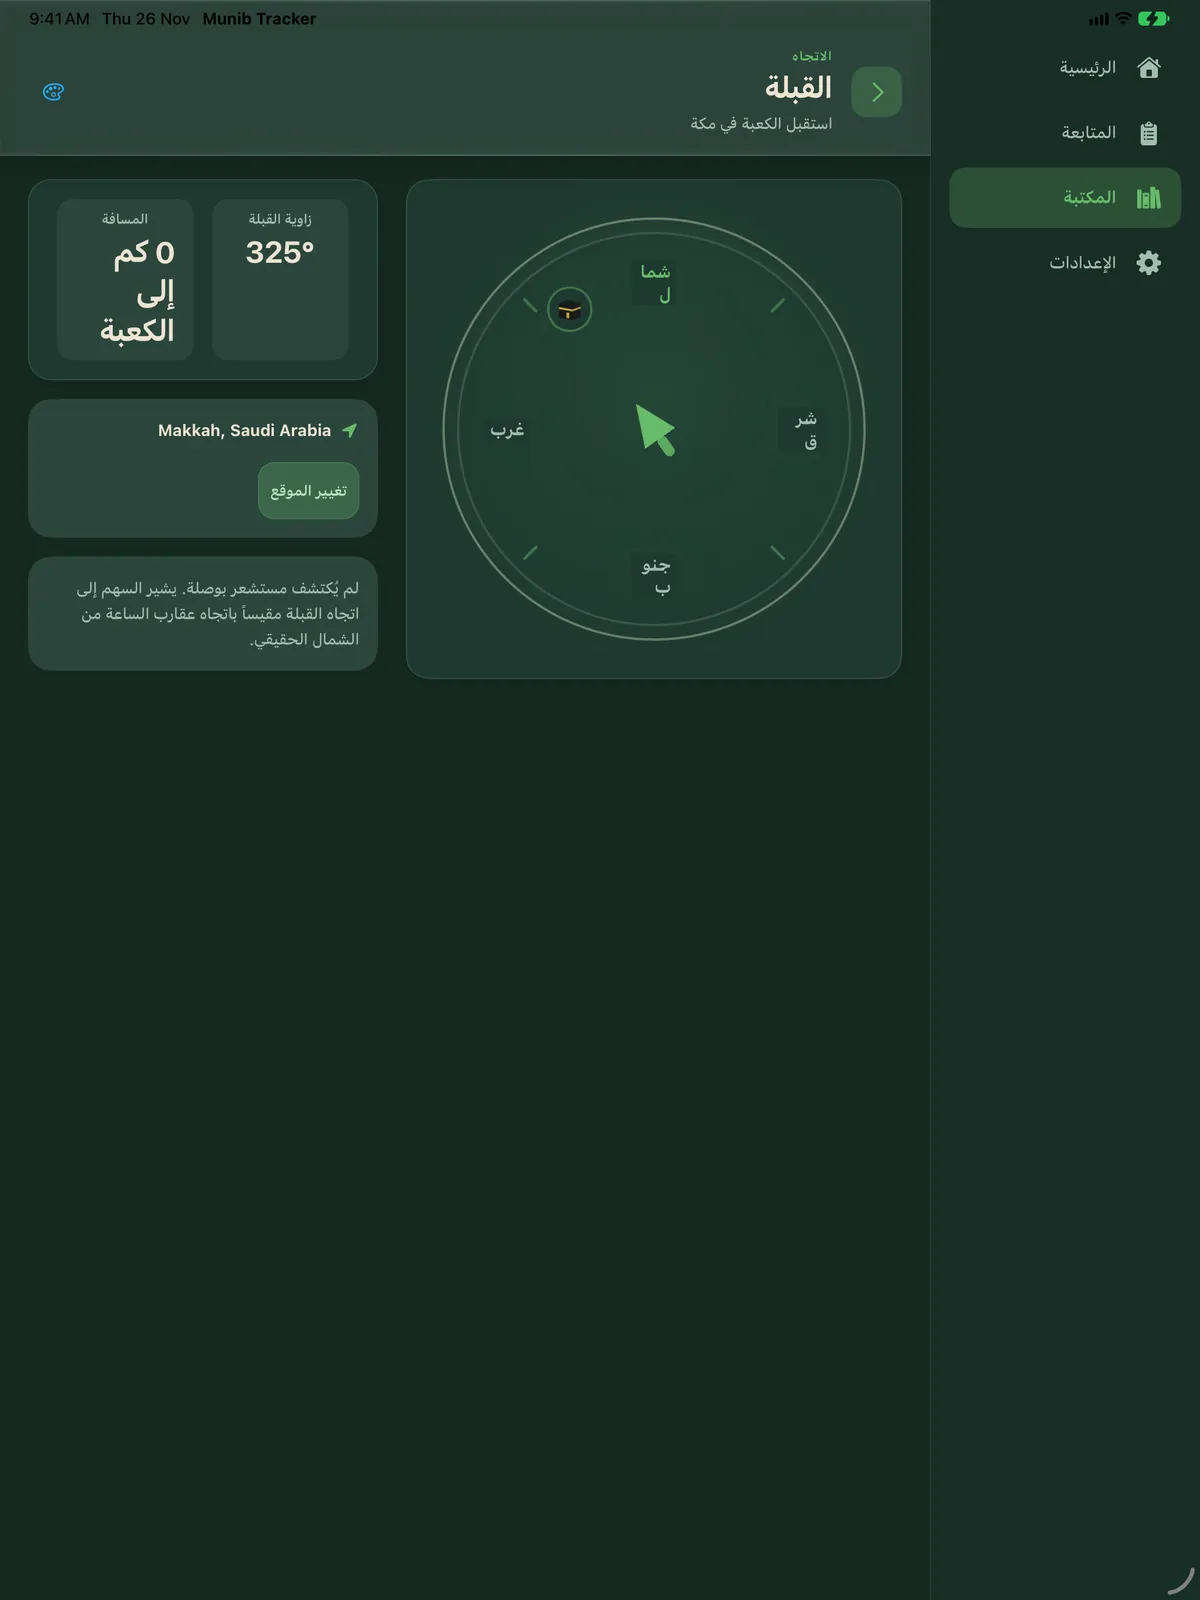 9:41 AM Thu 26 Nov Munib Tracker
الرئيسية
المتابعة
المكتبة
الإعدادات
الاتجاه
القبلة
استقبل الكعبة في مكة
شما
ل
شر
ق
غرب
جنو
ب
زاوية القبلة
325°
المسافة
0 كم
إلى
الكعبة
Makkah, Saudi Arabia
تغيير الموقع
لم يُكتشف مستشعر بوصلة. يشير السهم إلى
اتجاه القبلة مقيساً باتجاه عقارب الساعة من
الشمال الحقيقي.